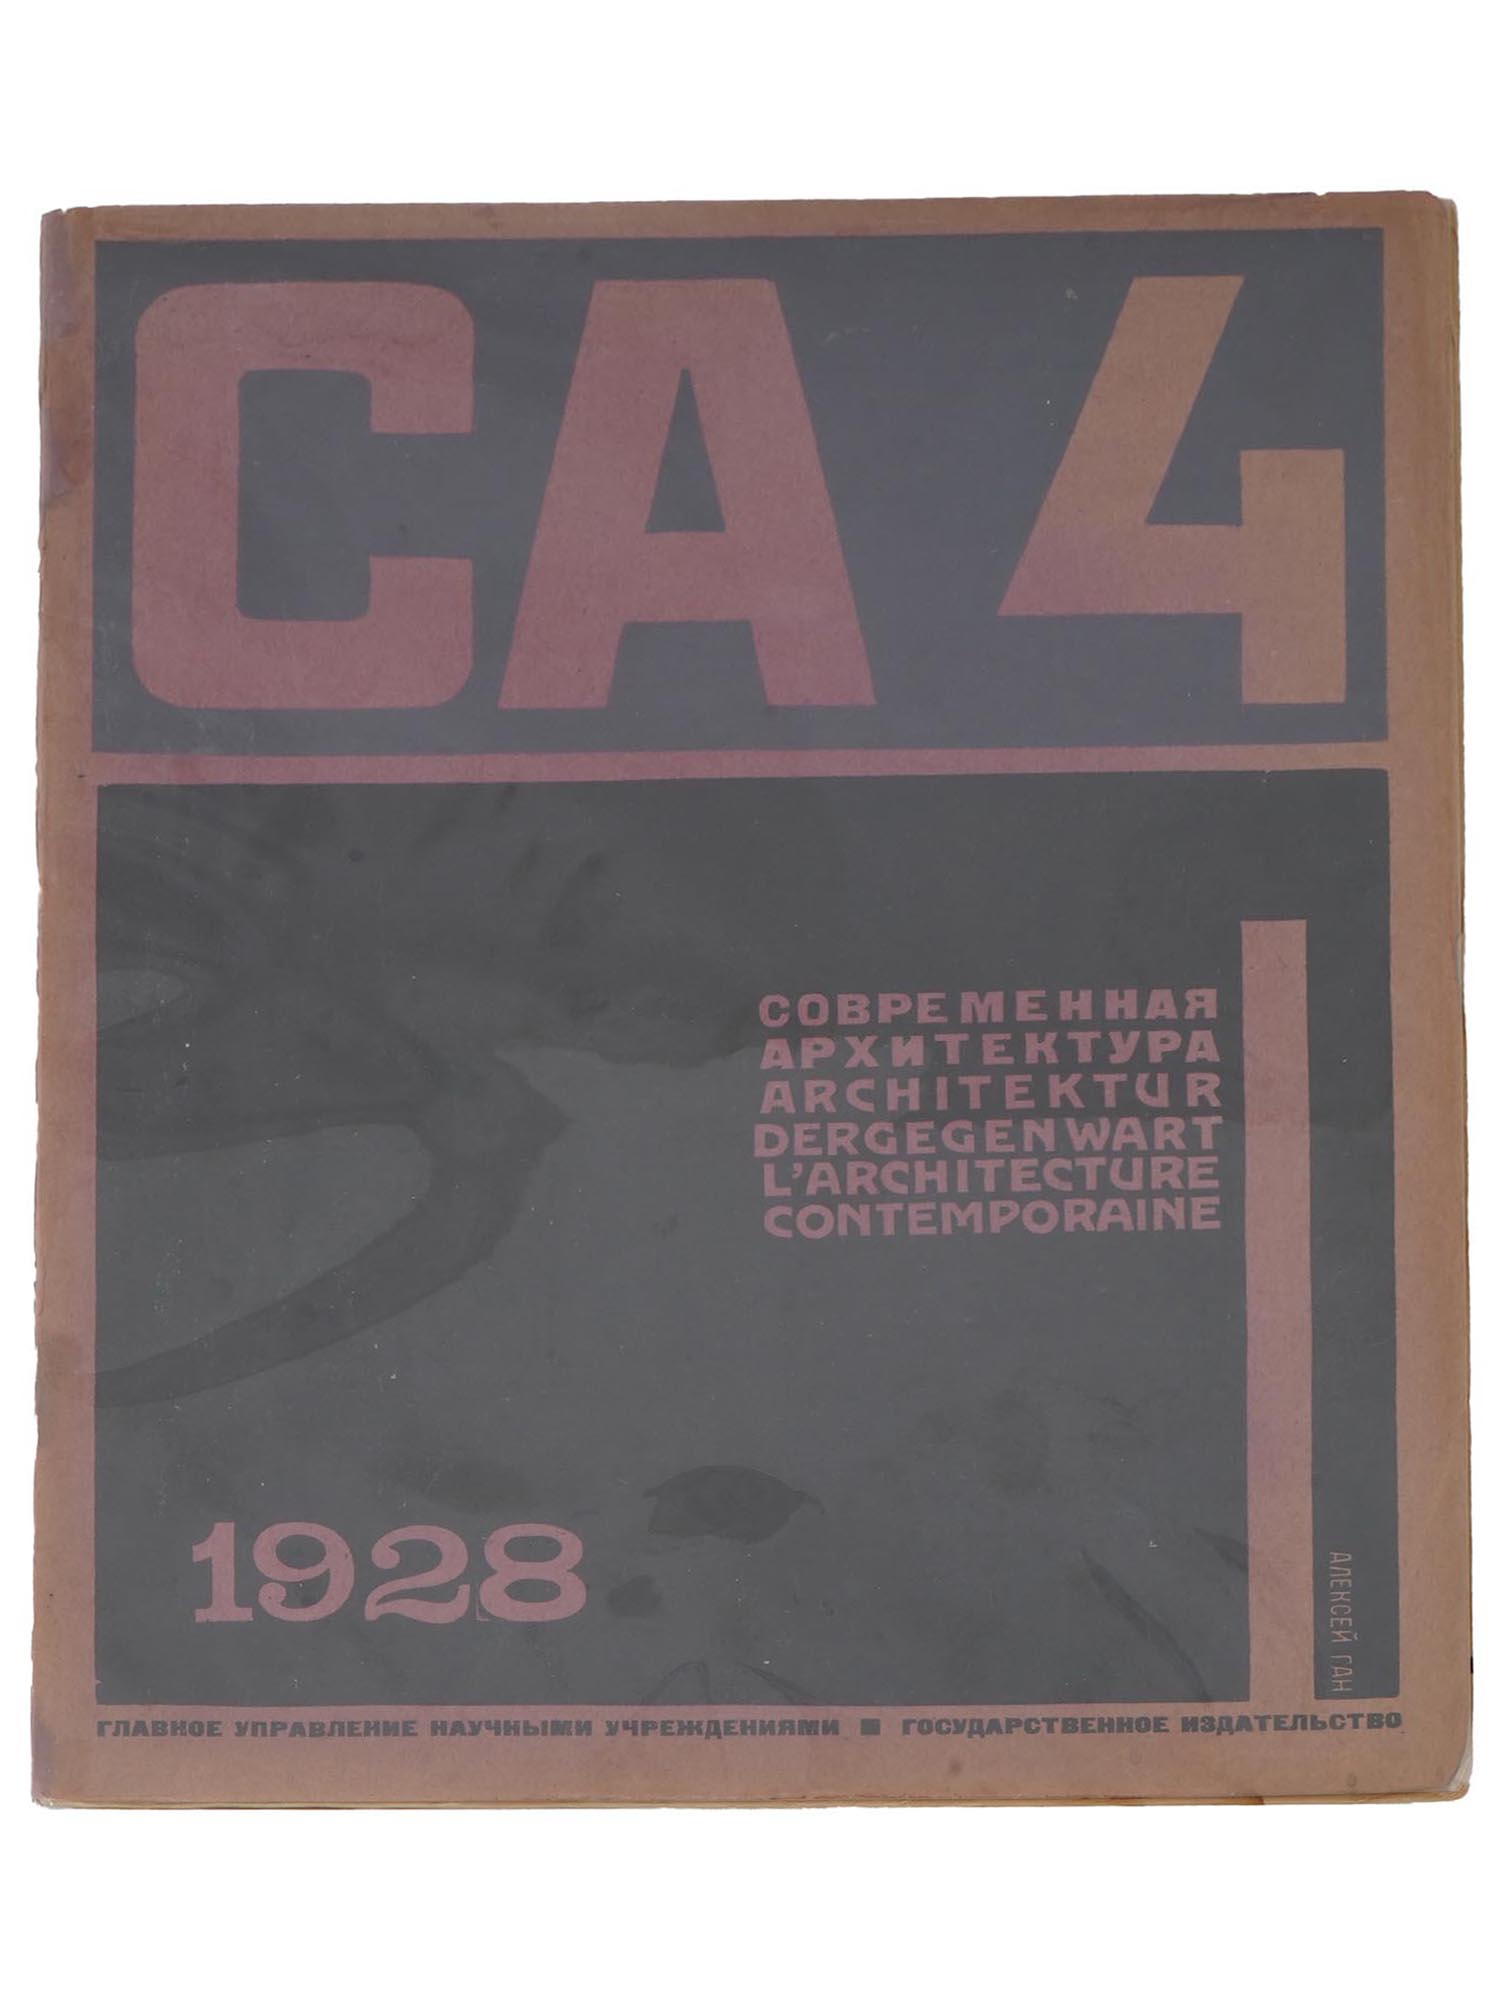 СА 4
СОВРЕМЕННАЯ
АРХИТЕКТУРА
ARCHITEKTUR
DERGEGENWART
L'ARCHITECTURE
CONTEMPORAINE
1928
АЛЕКСЕЙ ГАН
ГЛАВНОЕ УПРАВЛЕНИЕ НАУЧНЫМИ УЧРЕЖДЕНИЯМИ ■ ГОСУДАРСТВЕННОЕ ИЗДАТЕЛЬСТВО